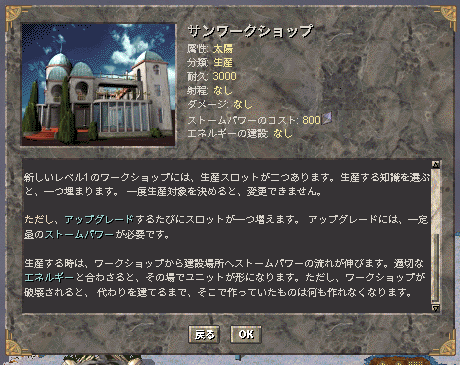 サンワークショップ
属性: 太陽
分類: 生産
耐久: 3000
射程: なし
ダメージ: なし
ストームパワーのコスト: 800
エネルギーの建設: なし
新しいレベル1のワークショップには、生産スロットが二つあります。生産する知識を選ぶ
と、一つ埋まります。 一度生産対象を決めると、変更できません。
ただし、アップグレードするたびにスロットが一つ増えます。 アップグレードには、一定
量のストームパワーが必要です。
生産する時は、ワークショップから建設場所へストームパワーの流れが伸びます。適切な
エネルギーと合わさると、その場でユニットが形になります。ただし、ワークショップが
破壊されると、 代わりを建てるまで、そこで作っていたものは何も作れなくなります。
戻る OK